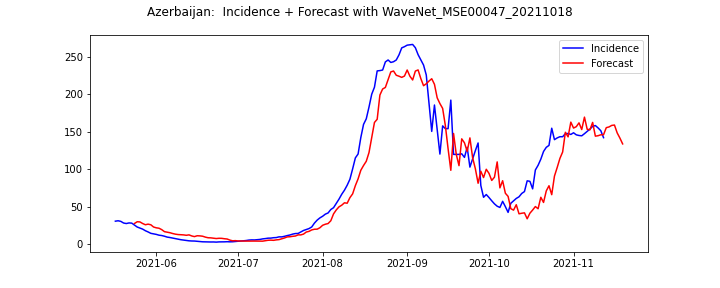 Azerbaijan:  Incidence + Forecast with WaveNet_MSE00047_20211018
Incidence
Forecast
250
200
150
100
50
0
2021-06 2021-07 2021-08 2021-09 2021-10 2021-11